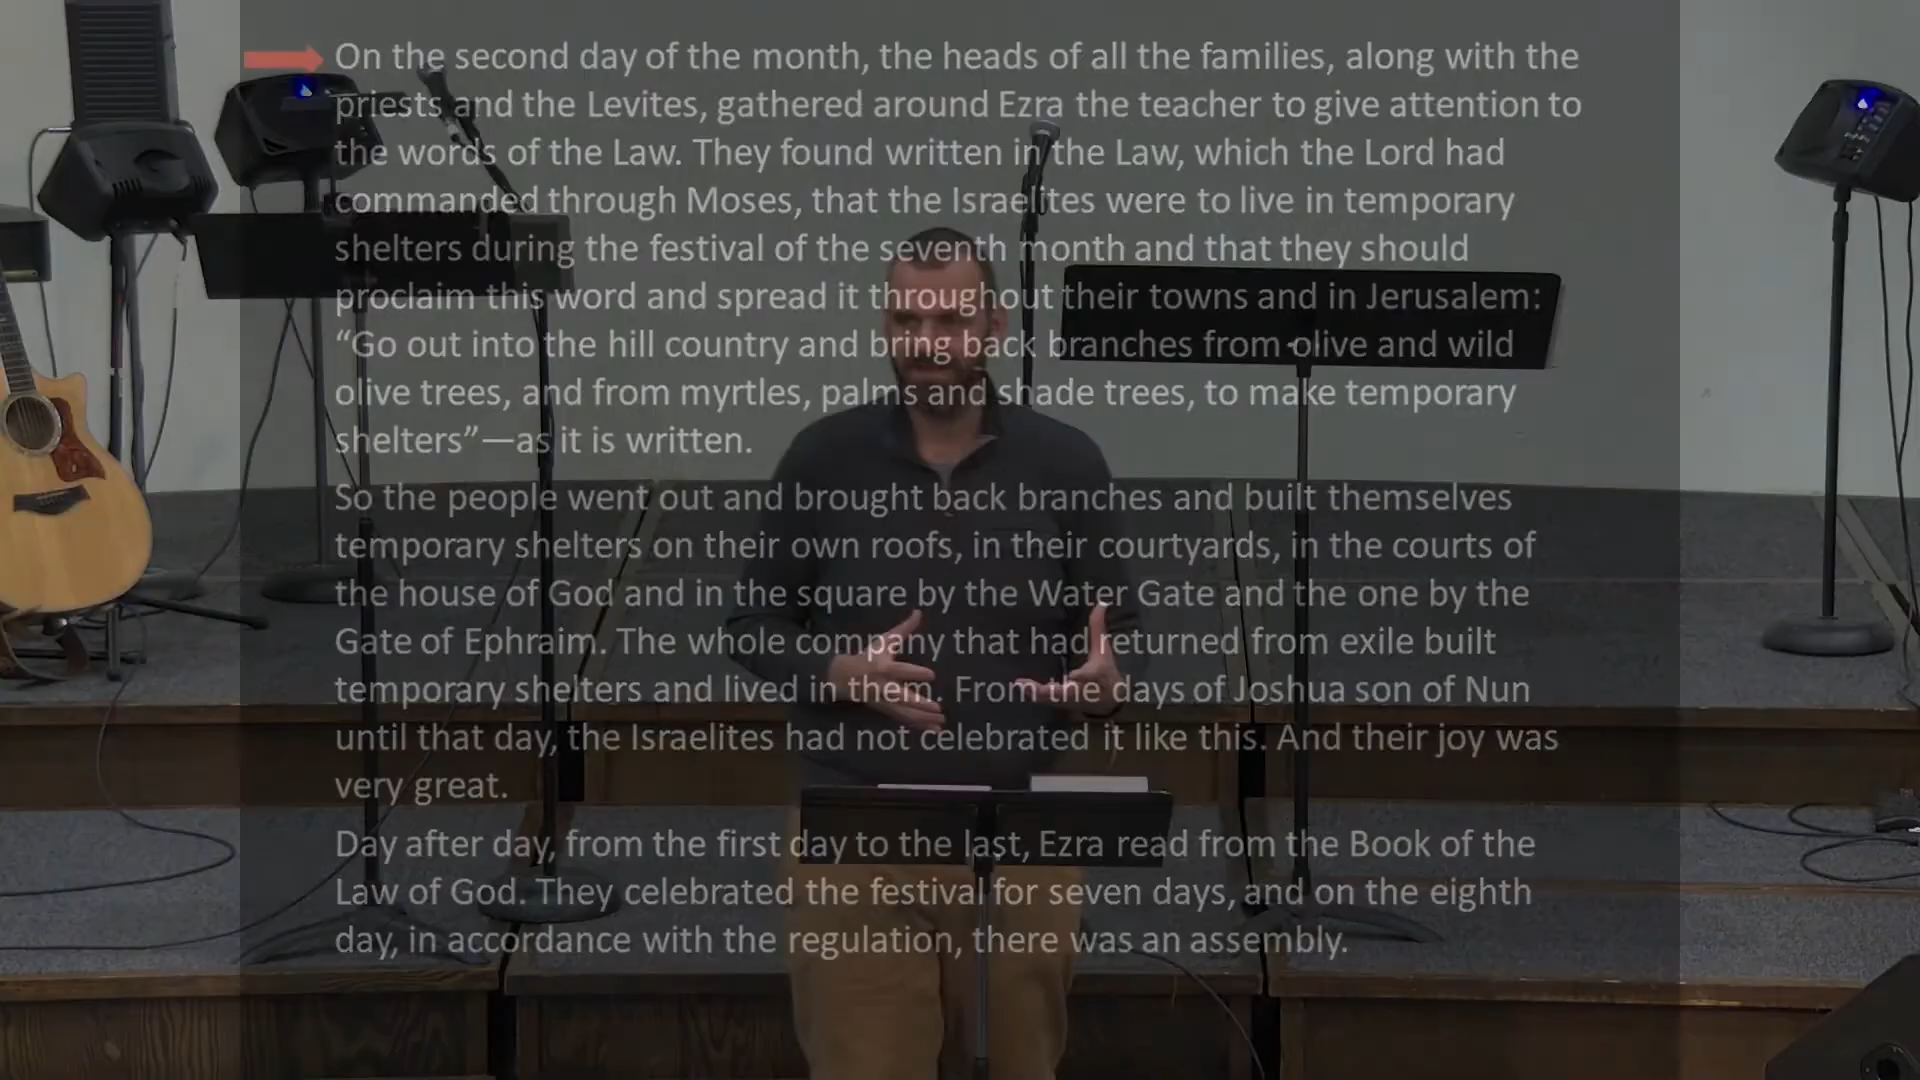 On the second day of the month, the heads of all the families, along with the
priests and the Levites, gathered around Ezra the teacher to give attention to
the words of the Law. They found written in the Law, which the Lord had
commanded through Moses, that the Israelites were to live in temporary
shelters during the festival of the seventh month and that they should
proclaim this word and spread it throughout their towns and in Jerusalem:
“Go out into the hill country and bring back branches from olive and wild
olive trees, and from myrtles, palms and shade trees, to make temporary
shelters”—as it is written.
So the people went out and brought back branches and built themselves
temporary shelters on their own roofs, in their courtyards, in the courts of
the house of God and in the square by the Water Gate and the one by the
Gate of Ephraim. The whole company that had returned from exile built
temporary shelters and lived in them. From the days of Joshua son of Nun
until that day, the Israelites had not celebrated it like this. And their joy was
very great.
Day after day, from the first day to the last, Ezra read from the Book of the
Law of God. They celebrated the festival for seven days, and on the eighth
day, in accordance with the regulation, there was an assembly.